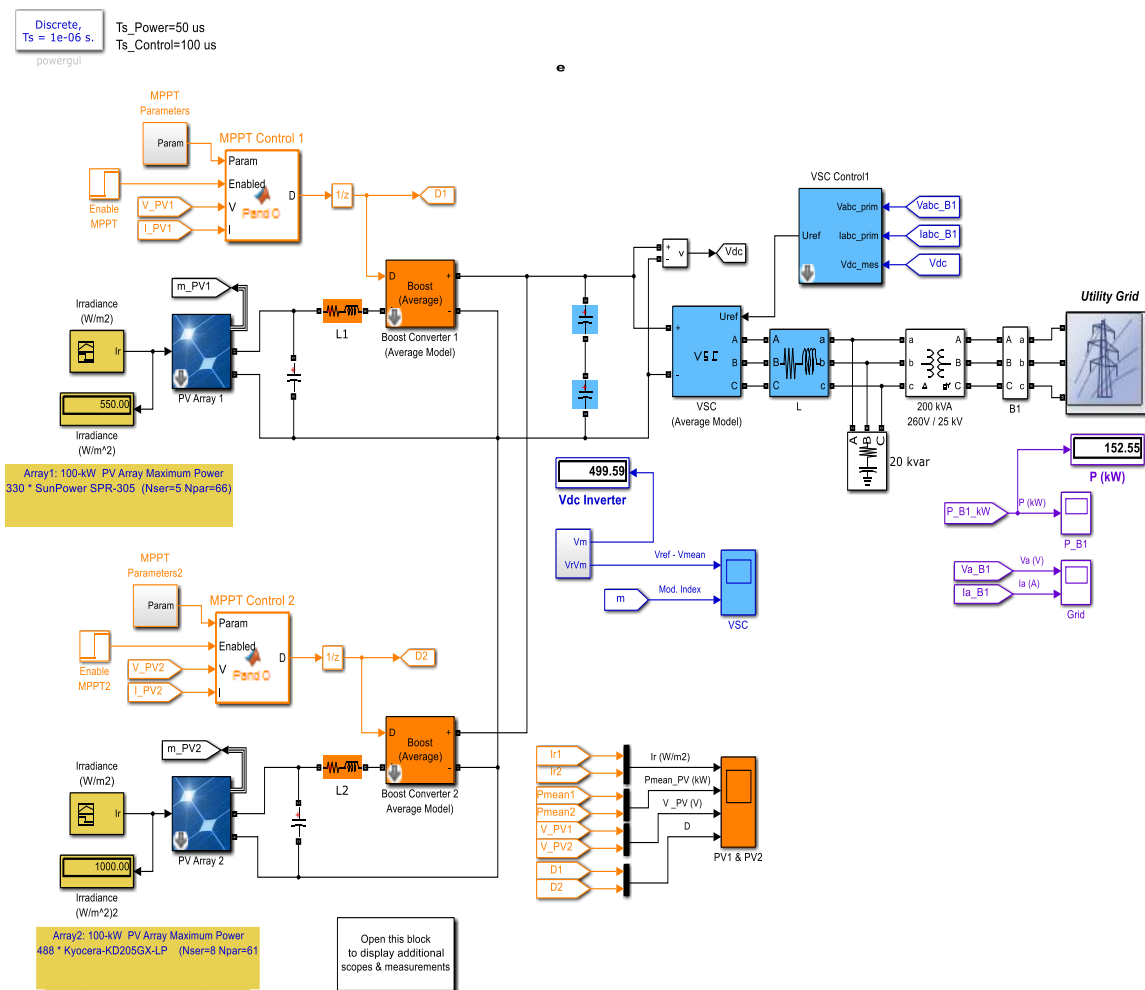 Discrete,
Ts = 1e-06 s.
powergui
Ts_Power=50 us
Ts_Control=100 us
e
MPPT
Parameters
Param
MPPT Control 1
Param
Enabled
V
I
D
Pand O
Enable
MPPT
V_PV1
I_PV1
1/z
D1
VSC Control1
Vabc_prim
Iabc_prim
Vdc_mes
Uref
Vabc_B1
Iabc_B1
Vdc
+
-
v
Vdc
Irradiance
(W/m2)
Ir
m_PV1
PV Array 1
550.00
Irradiance
(W/m^2)
L1
D
Boost
(Average)
+
-
Boost Converter 1
(Average Model)
Uref
+
-
VSC
A
B
C
VSC
(Average Model)
A
B
C
a
b
c
L
a
b
c
A
B
C
Y
200 kVA
260V / 25 kV
A
B
C
a
b
c
B1
Utility Grid
A
B
C
20 kvar
Array1: 100-kW PV Array Maximum Power
330 * SunPower SPR-305 (Nser=5 Npar=66)
499.59
Vdc Inverter
152.55
P (kW)
P_B1_kW
P (kW)
P_B1
Vm
VrVm
Vref - Vmean
m
Mod. Index
VSC
Va_B1
Va (V)
Ia_B1
Ia (A)
Grid
MPPT
Parameters2
Param
MPPT Control 2
Param
Enabled
V
I
D
Pand O
Enable
MPPT2
V_PV2
I_PV2
1/z
D2
Irradiance
(W/m2)
Ir
m_PV2
PV Array 2
1000.00
Irradiance
(W/m^2)2
L2
D
Boost
(Average)
+
-
Boost Converter 2
Average Model)
Ir1
Ir2
Pmean1
Pmean2
V_PV1
V_PV2
D1
D2
Ir (W/m2)
Pmean_PV (kW)
V_PV (V)
D
PV1 & PV2
Array2: 100-kW PV Array Maximum Power
488 * Kyocera-KD205GX-LP (Nser=8 Npar=61
Open this block
to display additional
scopes & measurements